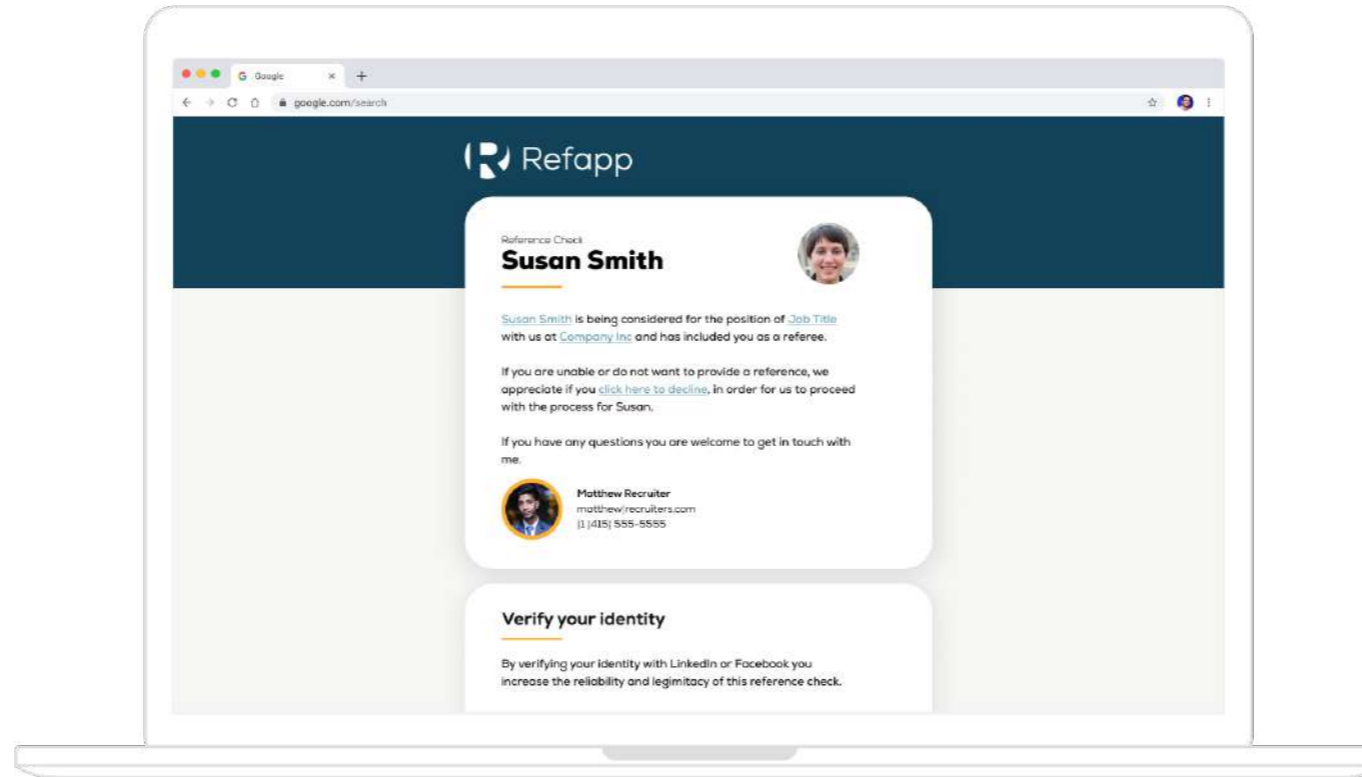 Google
google.com/search
Refapp
Reference Check
Susan Smith
Susan Smith is being considered for the position of Job Title
with us at Company Inc and has included you as a referee.
If you are unable or do not want to provide a reference, we
appreciate if you click here to decline, in order for us to proceed
with the process for Susan.
If you have any questions you are welcome to get in touch with
me.
Matthew Recruiter
matthew|recruiters.com
|1 |415| 555-5555
Verify your identity
By verifying your identity with LinkedIn or Facebook you
increase the reliability and legimitacy of this reference check.